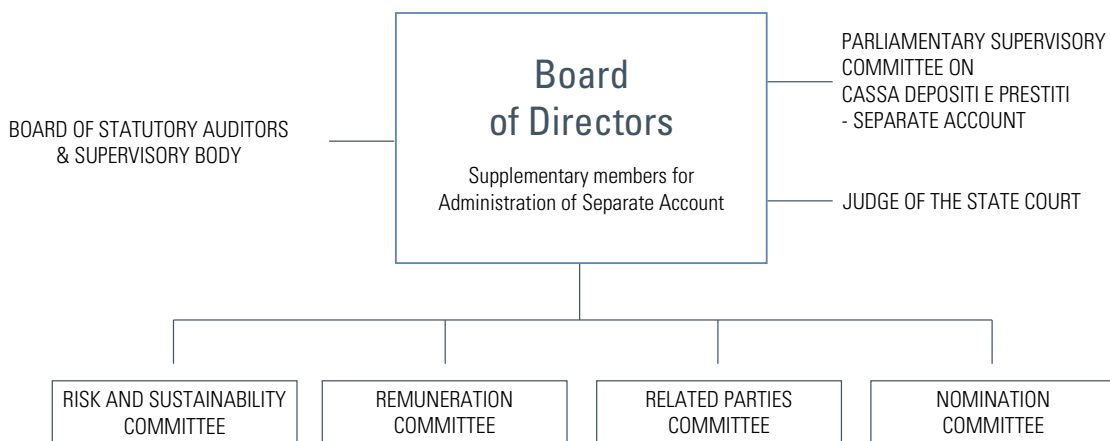 PARLIAMENTARY SUPERVISORY
COMMITTEE ON
CASSA DEPOSITI E PRESTITI
- SEPARATE ACCOUNT
Board
of Directors
BOARD OF STATUTORY AUDITORS
& SUPERVISORY BODY
Supplementary members for
Administration of Separate Account
JUDGE OF THE STATE COURT
RISK AND SUSTAINABILITY
COMMITTEE
REMUNERATION
COMMITTEE
RELATED PARTIES
COMMITTEE
NOMINATION
COMMITTEE